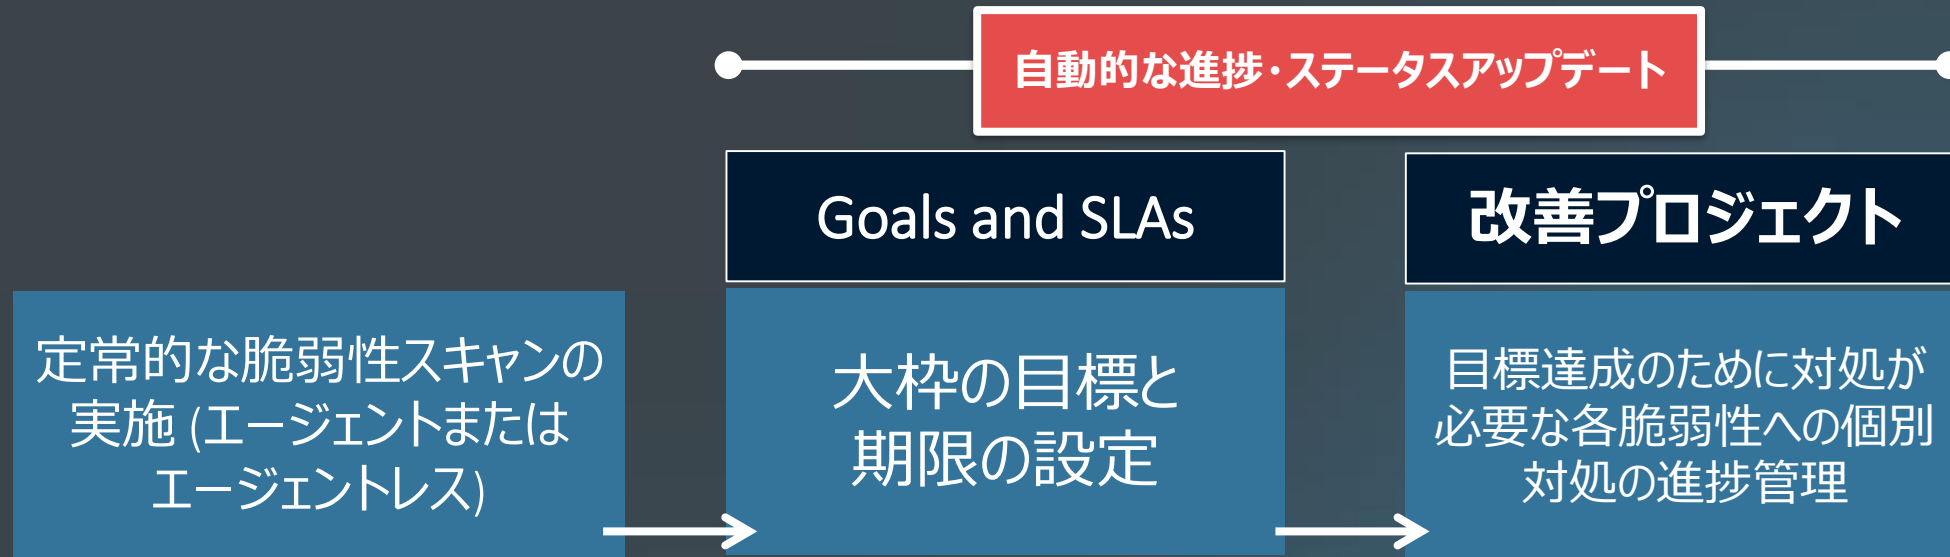 自動的な進捗・ステータスアップデート
Goals and SLAs
改善プロジェクト
定常的な脆弱性スキャンの
実施 (エージェントまたは
エージェントレス)
大枠の目標と
期限の設定
目標達成のために対処が
必要な各脆弱性への個別
対処の進捗管理